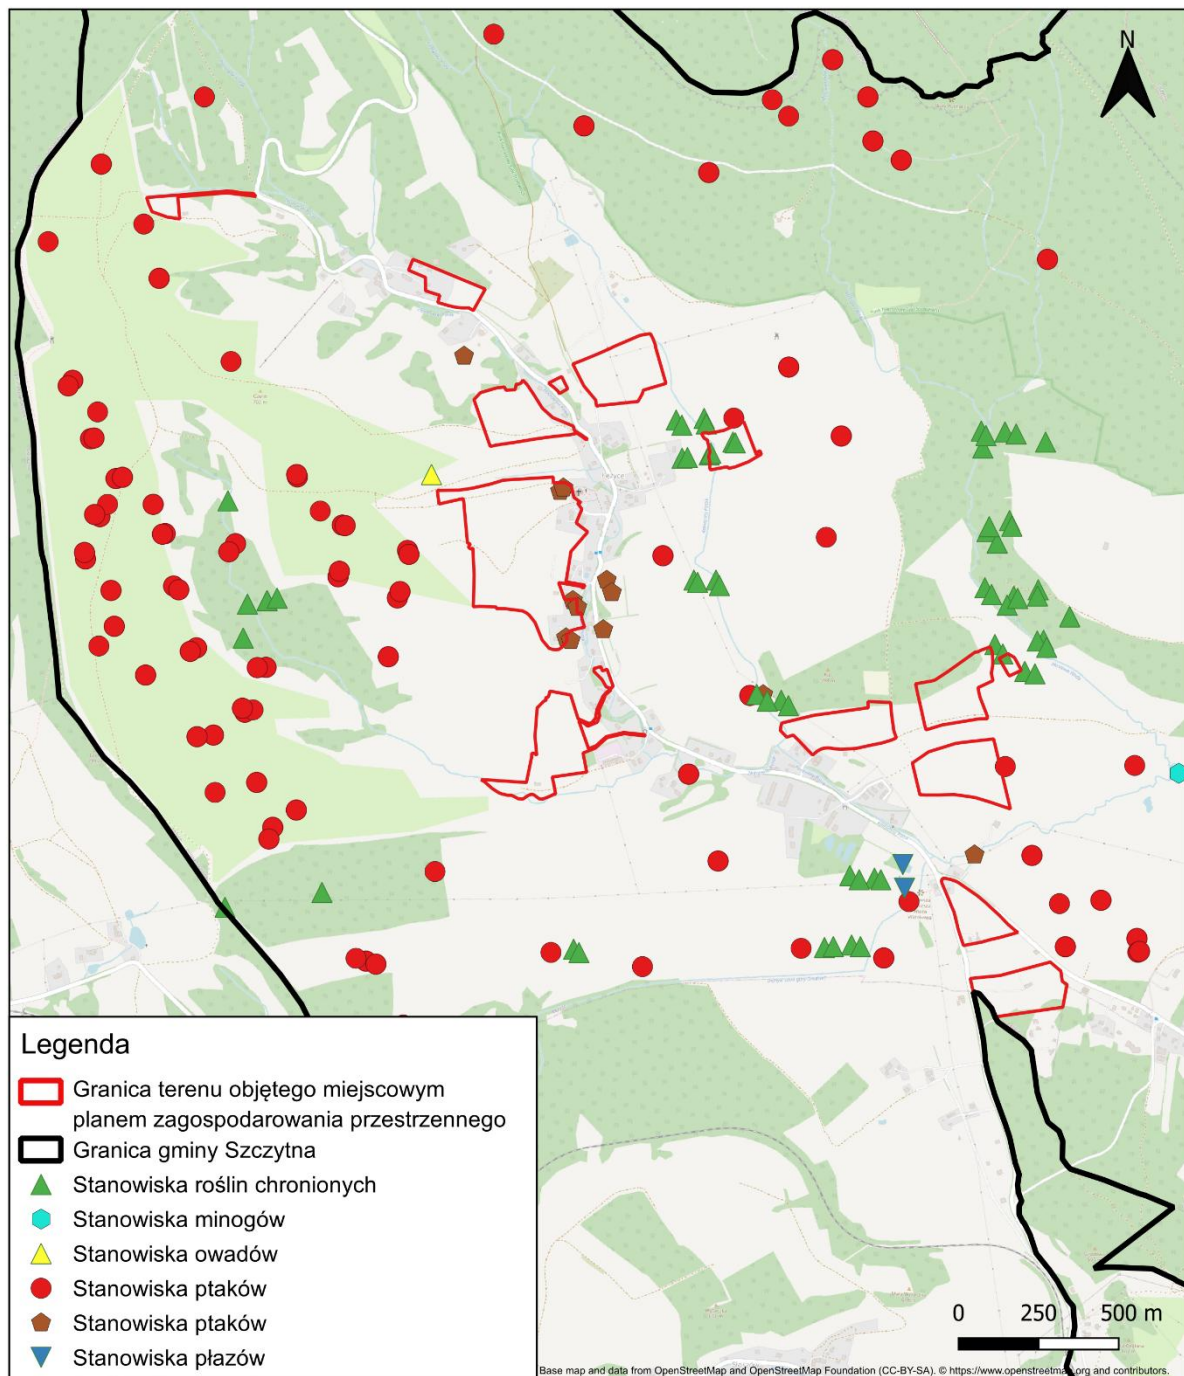 N
Legenda
Granica terenu objętego miejscowym
planem zagospodarowania przestrzennego
Granica gminy Szczytna
Stanowiska roślin chronionych
Stanowiska minogów
Stanowiska owadów
Stanowiska ptaków
Stanowiska ptaków
Stanowiska płazów
0 250 500 m
Base map and data from OpenStreetMap and OpenStreetMap Foundation (CC-BY-SA). © https://www.openstreetmap.org and contributors.